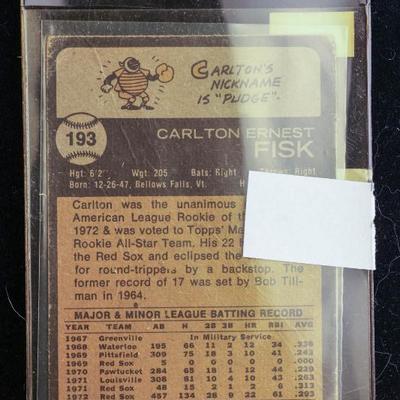 CARLTON'S
NICKNAME
IS "PUDGE".
193
CARLTON ERNEST
FISK
Hgt: 6'2" Wgt: 205 Bats: Right Throws: Right
Born: 12-26-47, Bellows Falls, Vt. Home:
Carlton was the unanimous
American League Rookie of th
1972 & was voted to Topps' Ma
Rookie All-Star Team. His 22 H
the Red Sox and eclipsed the
for round-trippers by a backstop. The
former record of 17 was set by Bob Till-
man in 1964.
MAJOR & MINOR LEAGUE BATTING RECORD
YEAR TEAM AB H 2B 3B HR RBI AVG
1967 Greenville In Military Service
1968 Waterloo 195 66 11 2 12 34 .338
1969 Pittsfield 309 75 18 3 10 41 .243
1969 Red Sox 5 0 0 0 0 0 .000
1970 Pawtucket 284 65 18 1 12 44 .229
1971 Louisville 308 81 10 4 10 43 .263
1971 Red Sox 48 15 2 1 2 6 .313
1972 Red Sox 457 134 28 9 22 61 .293